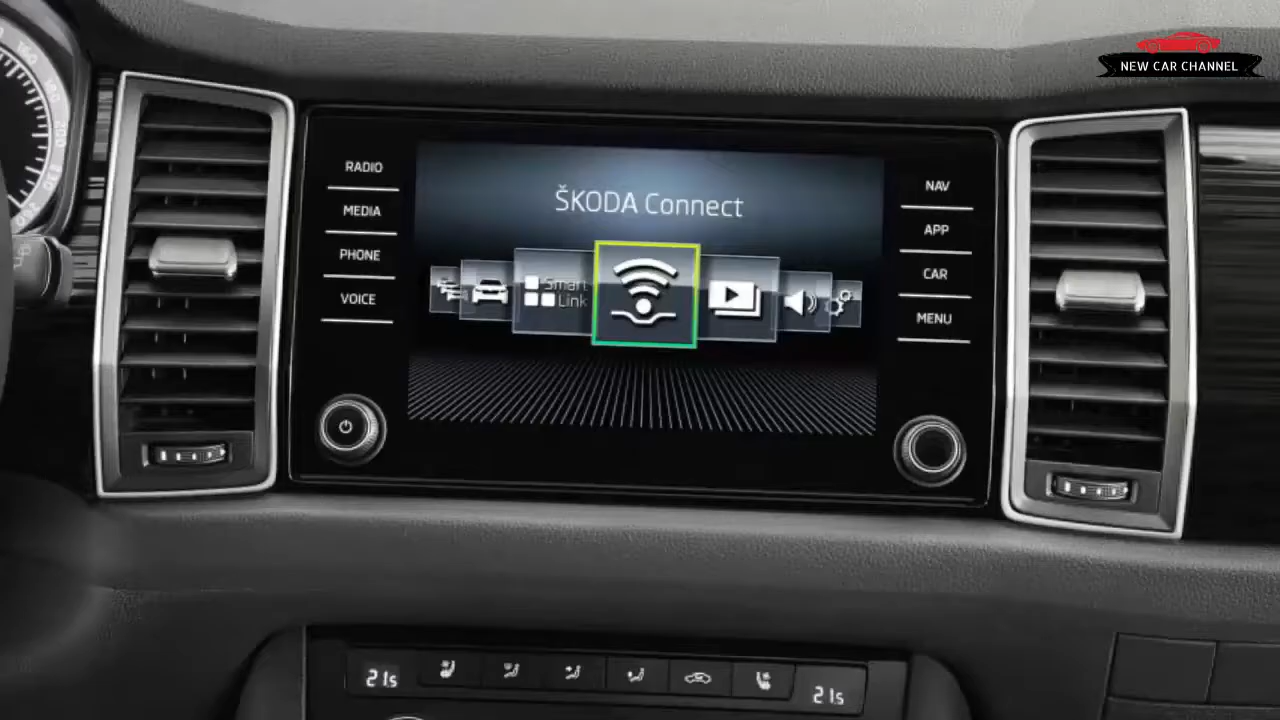 NEW CAR CHANNEL
RADIO
MEDIA
PHONE
VOICE
ŠKODA Connect
Smart
Link
NAV
APP
CAR
MENU
21.5
21.5